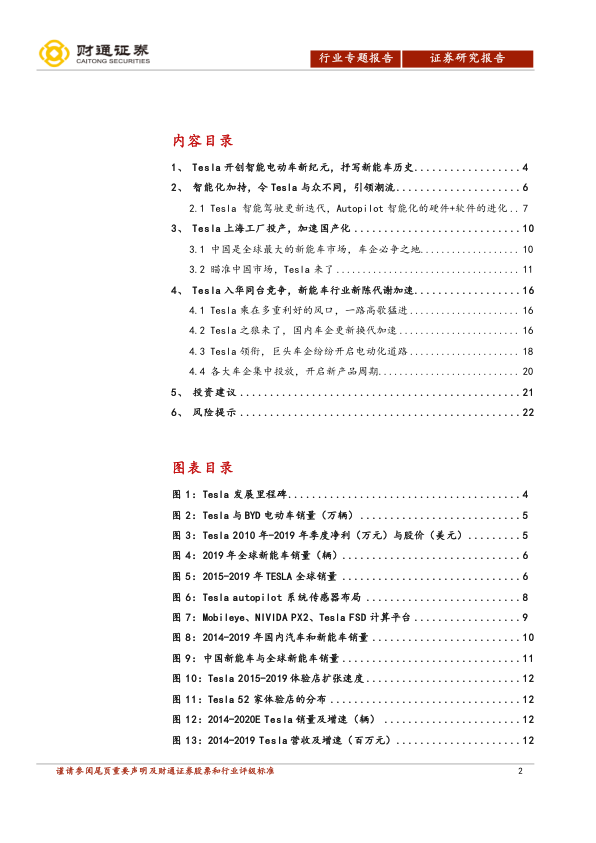 财通证券
CAITONG SECURITIES
行业专题报告 证券研究报告
内容目录
1、 Tesla 开创智能电动车新纪元，抒写新能车历史..................4
2、 智能化加持，令 Tesla 与众不同，引领潮流.....................6
2.1 Tesla 智能驾驶更新迭代，Autopilot 智能化的硬件+软件的进化..7
3、 Tesla 上海工厂投产，加速国产化............................10
3.1 中国是全球最大的新能车市场，车企必争之地.................10
3.2 瞄准中国市场，Tesla 来了...............................11
4、 Tesla 入华同台竞争，新能车行业新陈代谢加速..................16
4.1 Tesla 乘在多重利好的风口，一路高歌猛进...................16
4.2 Tesla 之狼来了，国内车企更新换代加速.....................16
4.3 Tesla 领衔，巨头车企纷纷开启电动化道路...................18
4.4 各大车企集中投放，开启新产品周期........................20
5、 投资建议................................................21
6、 风险提示................................................22
图表目录
图 1：Tesla 发展里程碑.......................................4
图 2：Tesla 与 BYD 电动车销量（万辆）...........................5
图 3：Tesla 2010 年-2019 年季度净利（万元）与股价（美元）.........5
图 4：2019 年全球新能车销量（辆）..............................6
图 5：2015-2019 年 TESLA 全球销量..............................6
图 6：Tesla autopilot 系统传感器布局...........................8
图 7：Mobileye、NIVIDA PX2、Tesla FSD 计算平台..................9
图 8：2014-2019 年国内汽车和新能车销量.........................10
图 9：中国新能车与全球新能车销量..............................11
图 10：Tesla 2015-2019 体验店扩张速度..........................12
图 11：Tesla 52 家体验店的分布................................12
图 12：2014-2020E Tesla 销量及增速（辆）.......................12
图 13：2014-2019 Tesla 营收及增速（百万元）.....................12
谨请参阅尾页重要声明及财通证券股票和行业评级标准 2